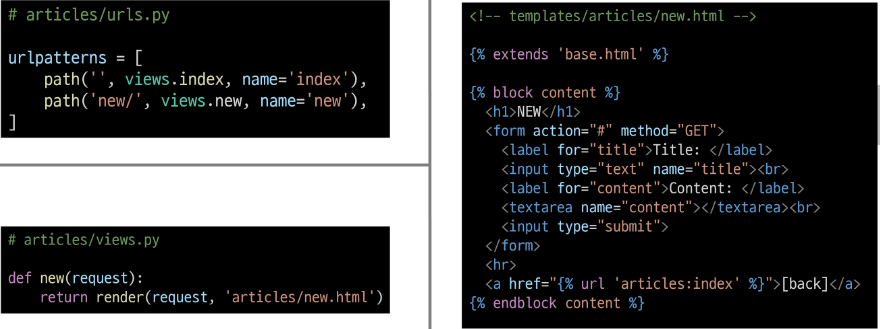 # articles/urls.py
urlpatterns = [
    path('', views.index, name='index'),
    path('new/', views.new, name='new'),
]
# articles/views.py
def new(request):
    return render(request, 'articles/new.html')
<!-- templates/articles/new.html -->
{% extends 'base.html' %}
{% block content %}
  <h1>NEW</h1>
  <form action="#" method="GET">
    <label for="title">Title: </label>
    <input type="text" name="title"><br>
    <label for="content">Content: </label>
    <textarea name="content"></textarea><br>
    <input type="submit">
  </form>
  <hr>
  <a href="{% url 'articles:index' %}">[back]</a>
{% endblock content %}